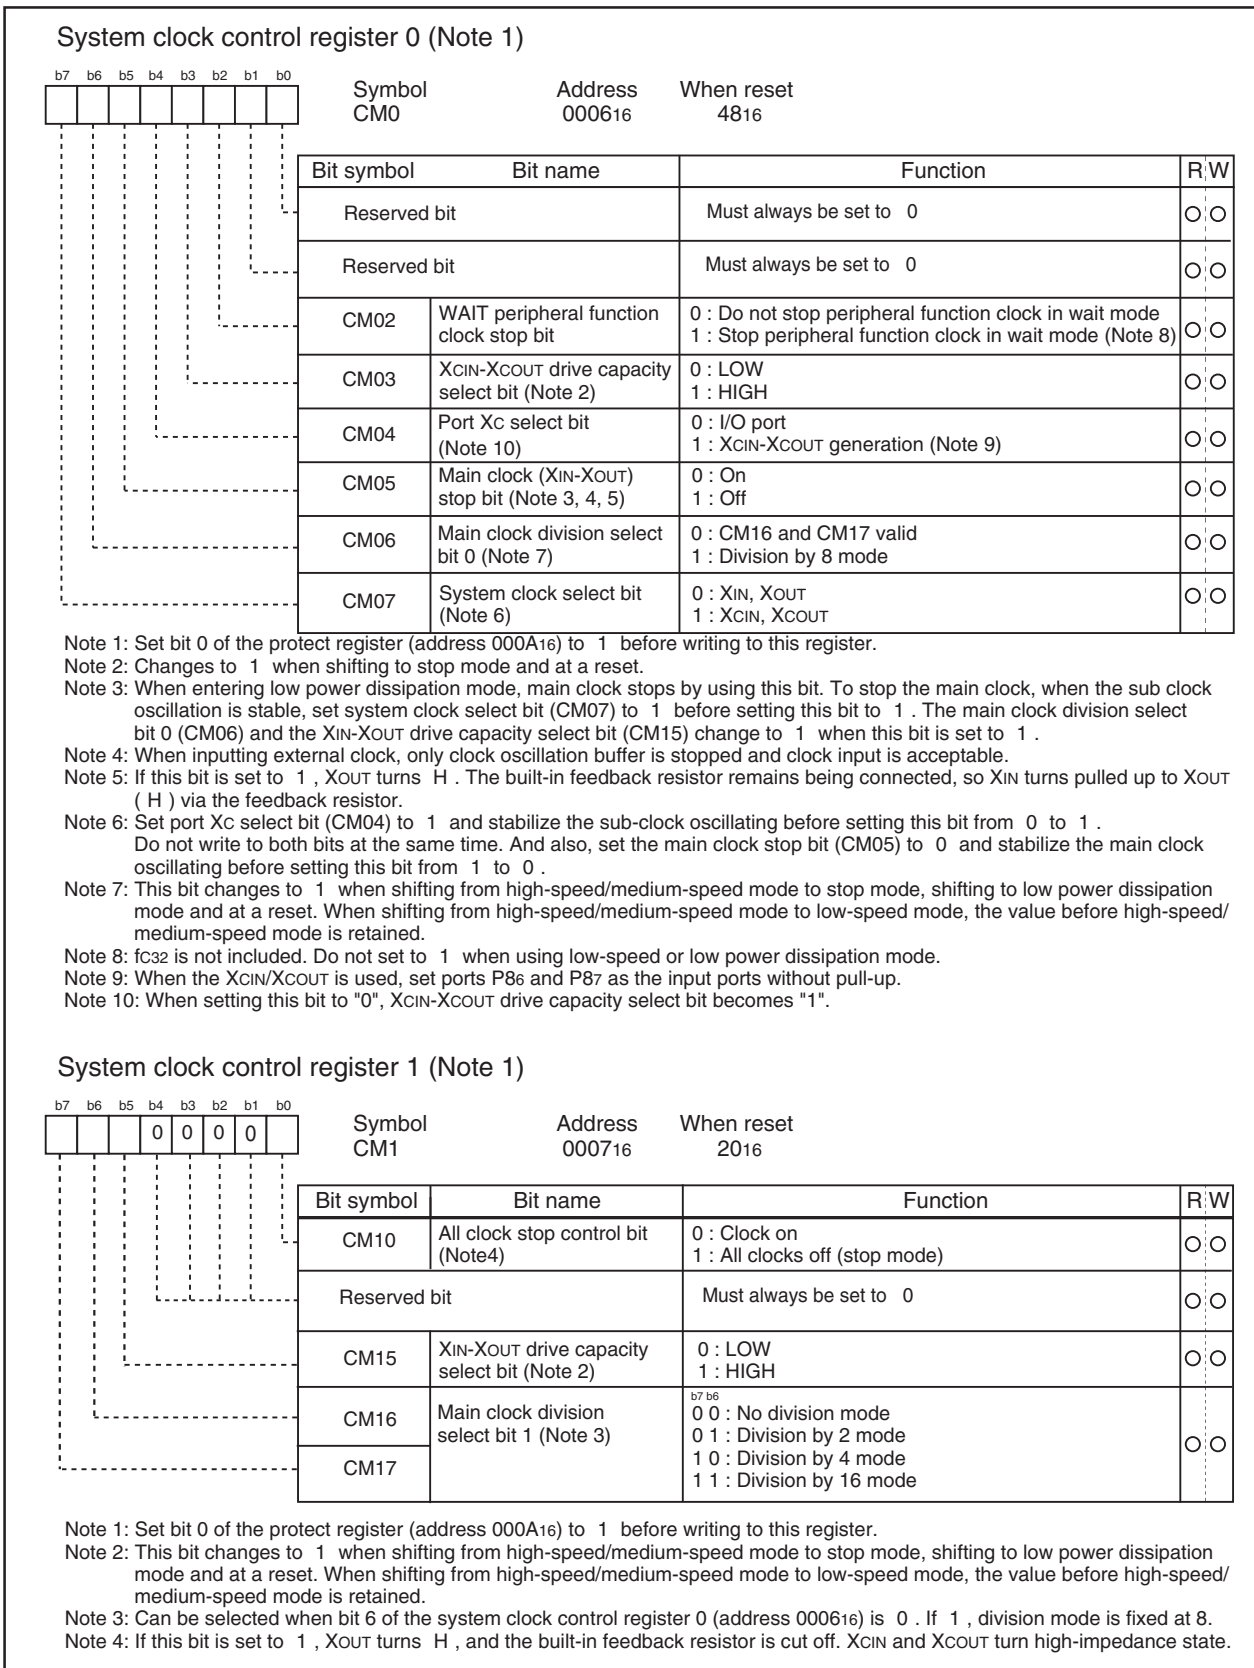 System clock control register 0 (Note 1)
b7 b6 b5 b4 b3 b2 b1 b0
Symbol Address When reset
CM0 000616 4816
Bit symbol Bit name Function R W
Reserved bit Must always be set to 0
Reserved bit Must always be set to 0
CM02 WAIT peripheral function clock stop bit 0 : Do not stop peripheral function clock in wait mode
1 : Stop peripheral function clock in wait mode (Note 8)
CM03 XCIN-XCOUT drive capacity select bit (Note 2) 0 : LOW
1 : HIGH
CM04 Port XC select bit (Note 10) 0 : I/O port
1 : XCIN-XCOUT generation (Note 9)
CM05 Main clock (XIN-XOUT) stop bit (Note 3, 4, 5) 0 : On
1 : Off
CM06 Main clock division select bit 0 (Note 7) 0 : CM16 and CM17 valid
1 : Division by 8 mode
CM07 System clock select bit (Note 6) 0 : XIN, XOUT
1 : XCIN, XCOUT
Note 1: Set bit 0 of the protect register (address 000A16) to 1 before writing to this register.
Note 2: Changes to 1 when shifting to stop mode and at a reset.
Note 3: When entering low power dissipation mode, main clock stops by using this bit. To stop the main clock, when the sub clock
oscillation is stable, set system clock select bit (CM07) to 1 before setting this bit to 1 . The main clock division select
bit 0 (CM06) and the XIN-XOUT drive capacity select bit (CM15) change to 1 when this bit is set to 1 .
Note 4: When inputting external clock, only clock oscillation buffer is stopped and clock input is acceptable.
Note 5: If this bit is set to 1 , XOUT turns H . The built-in feedback resistor remains being connected, so XIN turns pulled up to XOUT
( H ) via the feedback resistor.
Note 6: Set port XC select bit (CM04) to 1 and stabilize the sub-clock oscillating before setting this bit from 0 to 1 .
Do not write to both bits at the same time. And also, set the main clock stop bit (CM05) to 0 and stabilize the main clock
oscillating before setting this bit from 1 to 0 .
Note 7: This bit changes to 1 when shifting from high-speed/medium-speed mode to stop mode, shifting to low power dissipation
mode and at a reset. When shifting from high-speed/medium-speed mode to low-speed mode, the value before high-speed/
medium-speed mode is retained.
Note 8: fC32 is not included. Do not set to 1 when using low-speed or low power dissipation mode.
Note 9: When the XCIN/XCOUT is used, set ports P86 and P87 as the input ports without pull-up.
Note 10: When setting this bit to "0", XCIN-XCOUT drive capacity select bit becomes "1".
System clock control register 1 (Note 1)
b7 b6 b5 b4 b3 b2 b1 b0
0 0 0 0
Symbol Address When reset
CM1 000716 2016
Bit symbol Bit name Function R W
CM10 All clock stop control bit (Note4) 0 : Clock on
1 : All clocks off (stop mode)
Reserved bit Must always be set to 0
CM15 XIN-XOUT drive capacity select bit (Note 2) 0 : LOW
1 : HIGH
CM16 Main clock division select bit 1 (Note 3) b7 b6
0 0 : No division mode
0 1 : Division by 2 mode
CM17 1 0 : Division by 4 mode
1 1 : Division by 16 mode
Note 1: Set bit 0 of the protect register (address 000A16) to 1 before writing to this register.
Note 2: This bit changes to 1 when shifting from high-speed/medium-speed mode to stop mode, shifting to low power dissipation
mode and at a reset. When shifting from high-speed/medium-speed mode to low-speed mode, the value before high-speed/
medium-speed mode is retained.
Note 3: Can be selected when bit 6 of the system clock control register 0 (address 000616) is 0 . If 1 , division mode is fixed at 8.
Note 4: If this bit is set to 1 , XOUT turns H , and the built-in feedback resistor is cut off. XCIN and XCOUT turn high-impedance state.